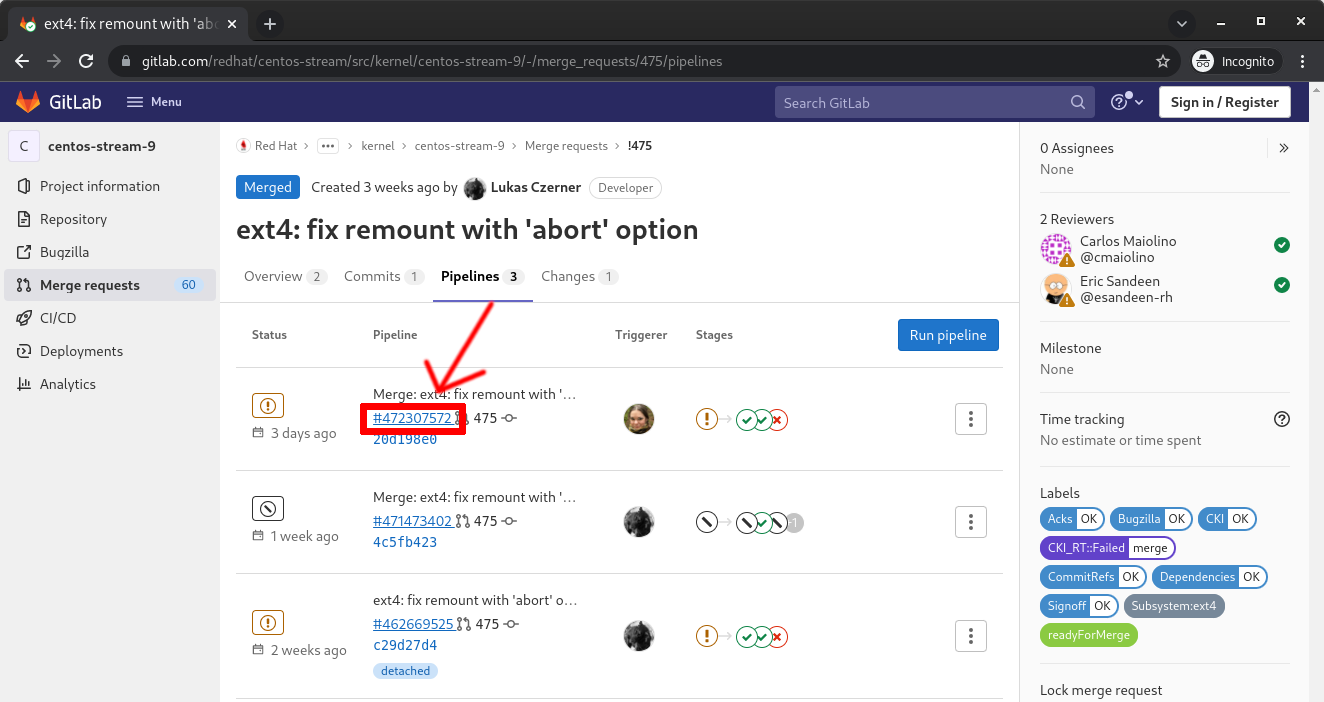 ext4: fix remount with 'abo
gitlab.com/redhat/centos-stream/src/kernel/centos-stream-9/-/merge_requests/475/pipelines
Incognito
GitLab
Menu
Search GitLab
Sign in / Register
C
centos-stream-9
Project information
Repository
Bugzilla
Merge requests 60
CI/CD
Deployments
Analytics
Red Hat › ••• › kernel › centos-stream-9 › Merge requests › !475
Merged Created 3 weeks ago by Lukas Czerner Developer
ext4: fix remount with 'abort' option
Overview 2 Commits 1 Pipelines 3 Changes 1
Status Pipeline Triggerer Stages Run pipeline
Merge: ext4: fix remount with '…
#472307572 475
3 days ago
20d198e0
Merge: ext4: fix remount with '…
#471473402 475
-1
1 week ago
4c5fb423
ext4: fix remount with 'abort' o…
#462669525 475
2 weeks ago
c29d27d4
detached
0 Assignees
None
2 Reviewers
Carlos Maiolino
@cmaiolino
Eric Sandeen
@esandeen-rh
Milestone
None
Time tracking
No estimate or time spent
Labels
Acks OK Bugzilla OK CKI OK
CKI_RT::Failed merge
CommitRefs OK Dependencies OK
Signoff OK Subsystem:ext4
readyForMerge
Lock merge request